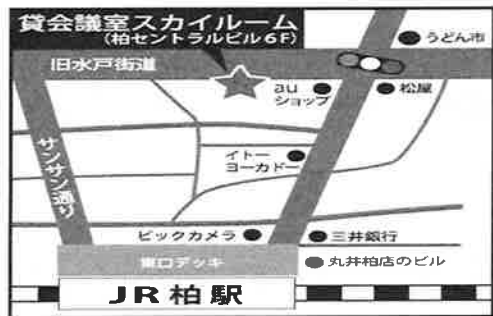 貸会議室スカイルーム
(柏セントラルビル6F)
うどん市
旧水戸街道
au
ショップ
松屋
サンサン通り
イトー
ヨーカドー
ビックカメラ
三井銀行
東口デッキ
丸井柏店のビル
JR柏駅